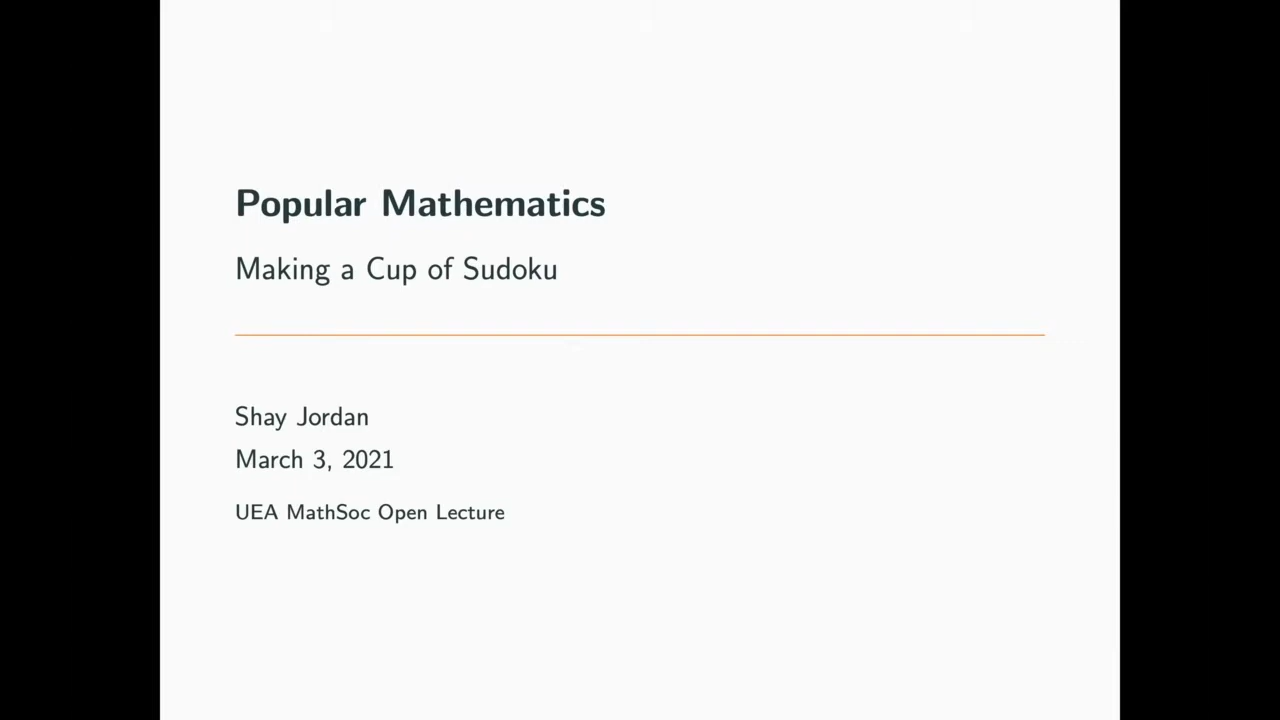 Popular Mathematics
Making a Cup of Sudoku
Shay Jordan
March 3, 2021
UEA MathSoc Open Lecture